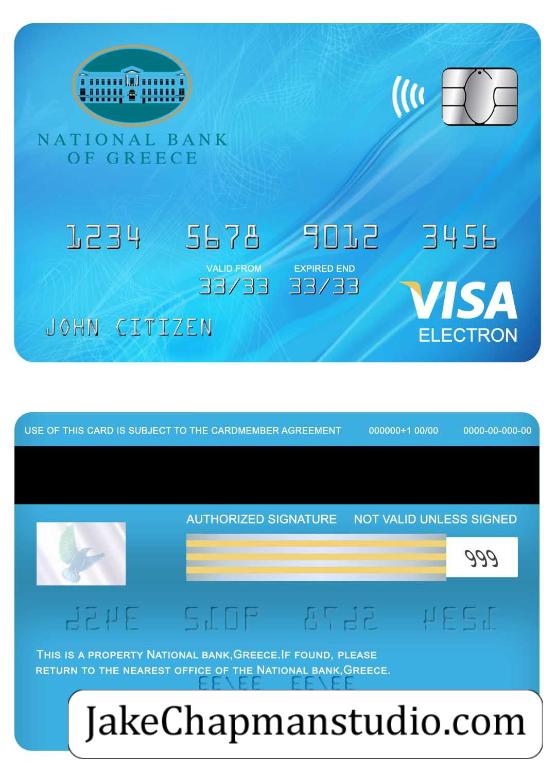 NATIONAL BANK
OF GREECE
1234 5678 9012 3456
VALID FROM EXPIRED END
33/33 33/33
JOHN CITIZEN
VISA
ELECTRON
USE OF THIS CARD IS SUBJECT TO THE CARDMEMBER AGREEMENT 000000+1 00/00 0000-00-000-00
AUTHORIZED SIGNATURE NOT VALID UNLESS SIGNED
999
THIS IS A PROPERTY NATIONAL BANK,GREECE.IF FOUND, PLEASE
RETURN TO THE NEAREST OFFICE OF THE NATIONAL BANK,GREECE.
JakeChapmanstudio.com